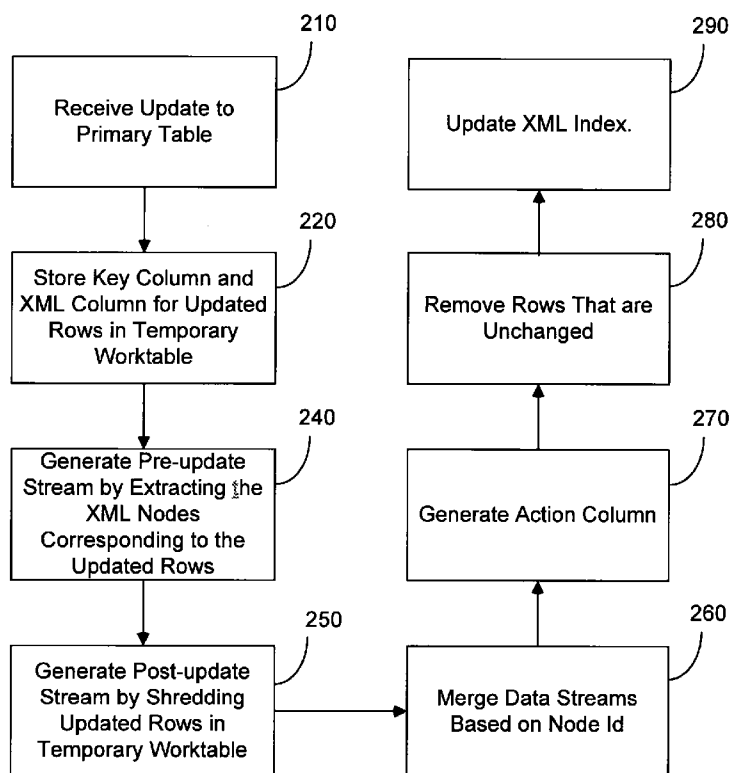 210
Receive Update to
Primary Table
220
Store Key Column and
XML Column for Updated
Rows in Temporary
Worktable
240
Generate Pre-update
Stream by Extracting the
XML Nodes
Corresponding to the
Updated Rows
250
Generate Post-update
Stream by Shredding
Updated Rows in
Temporary Worktable
260
Merge Data Streams
Based on Node Id
270
Generate Action Column
280
Remove Rows That are
Unchanged
290
Update XML Index.